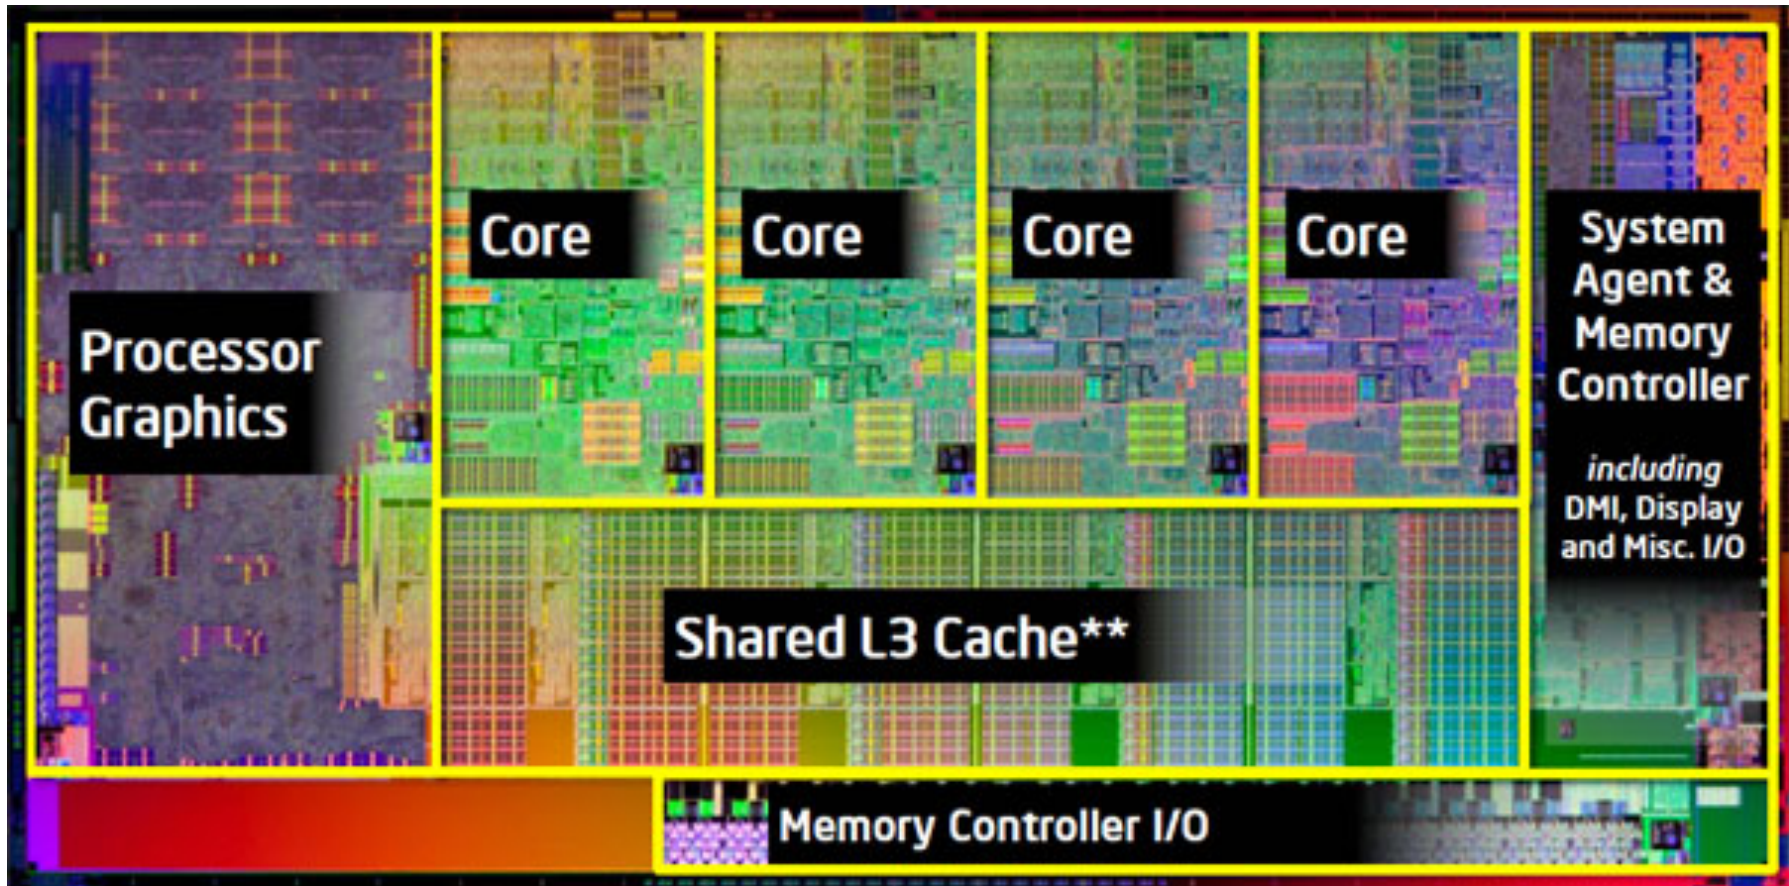 Processor
Graphics
Core
Core
Core
Core
System
Agent &
Memory
Controller
including
DMI, Display
and Misc. I/O
Shared L3 Cache**
Memory Controller I/O